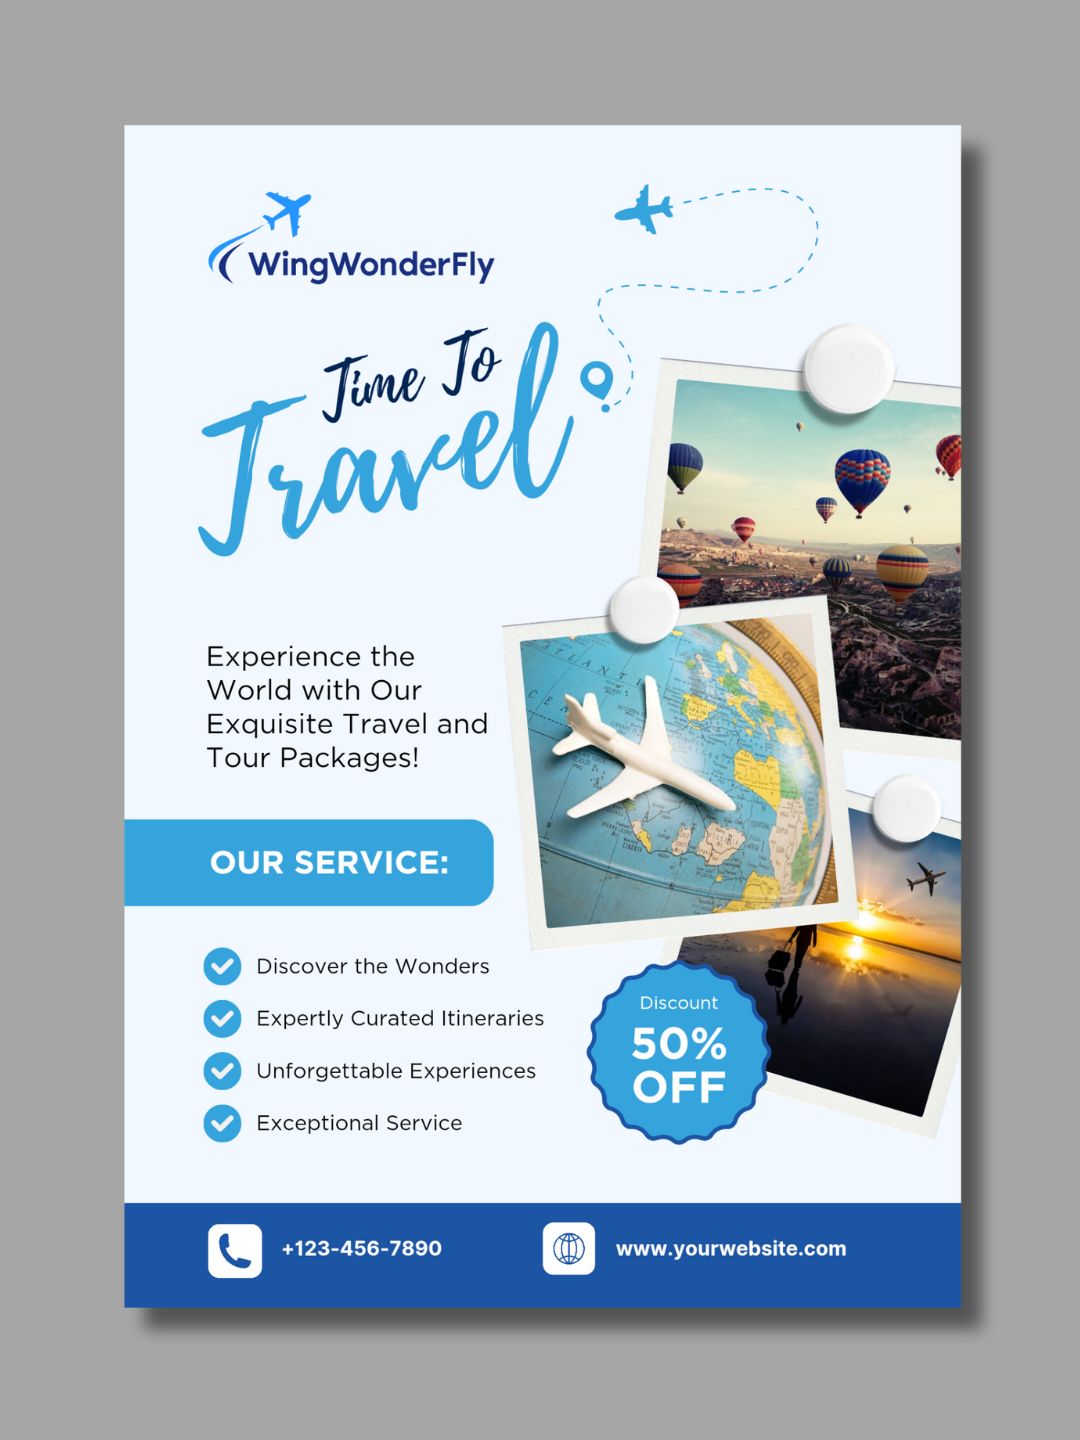 WingWonderFly
Time To
Travel
Experience the
World with Our
Exquisite Travel and
Tour Packages!
OUR SERVICE:
Discover the Wonders
Expertly Curated Itineraries
Unforgettable Experiences
Exceptional Service
Discount
50%
OFF
+123-456-7890
www.yourwebsite.com